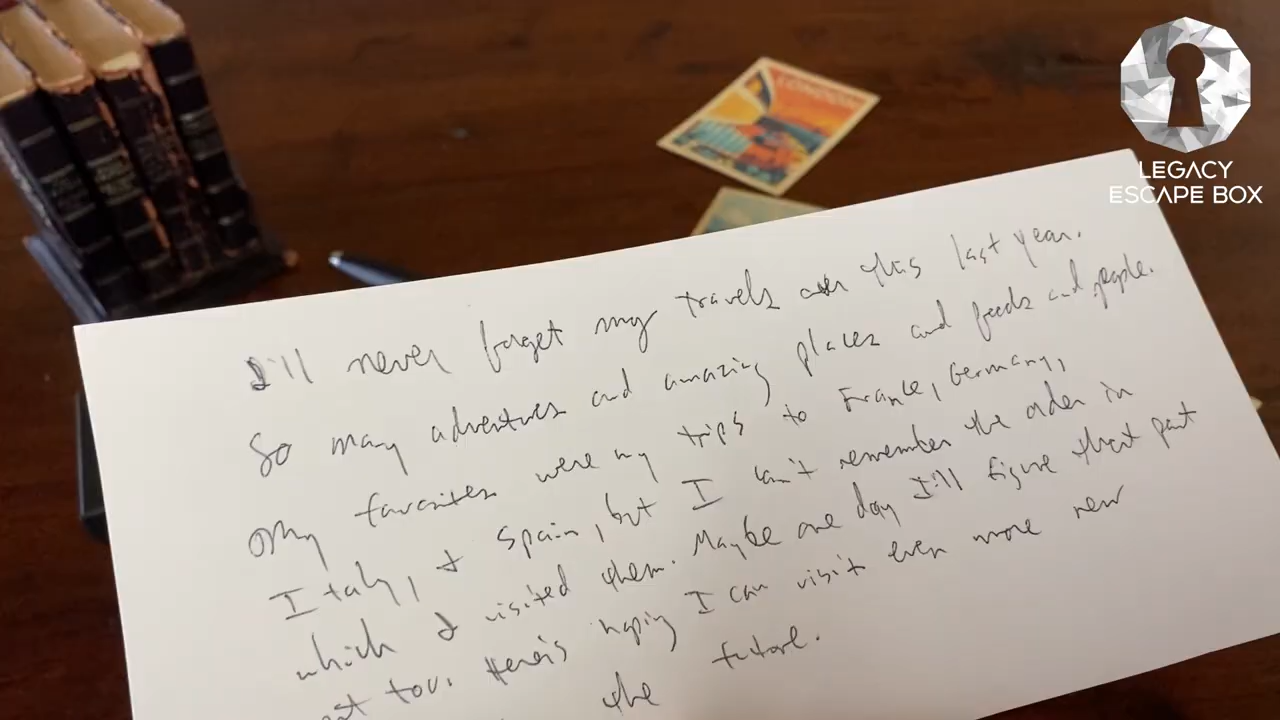 LEGACY
ESCAPE BOX
I'll never forget my travels over this last year.
So many adventures and amazing places and foods and people.
My favorites were my trips to France, Germany,
Italy, & Spain, but I can't remember the order in
which I visited them. Maybe one day I'll figure that part
out too. Here's hoping I can visit even more new
the future.